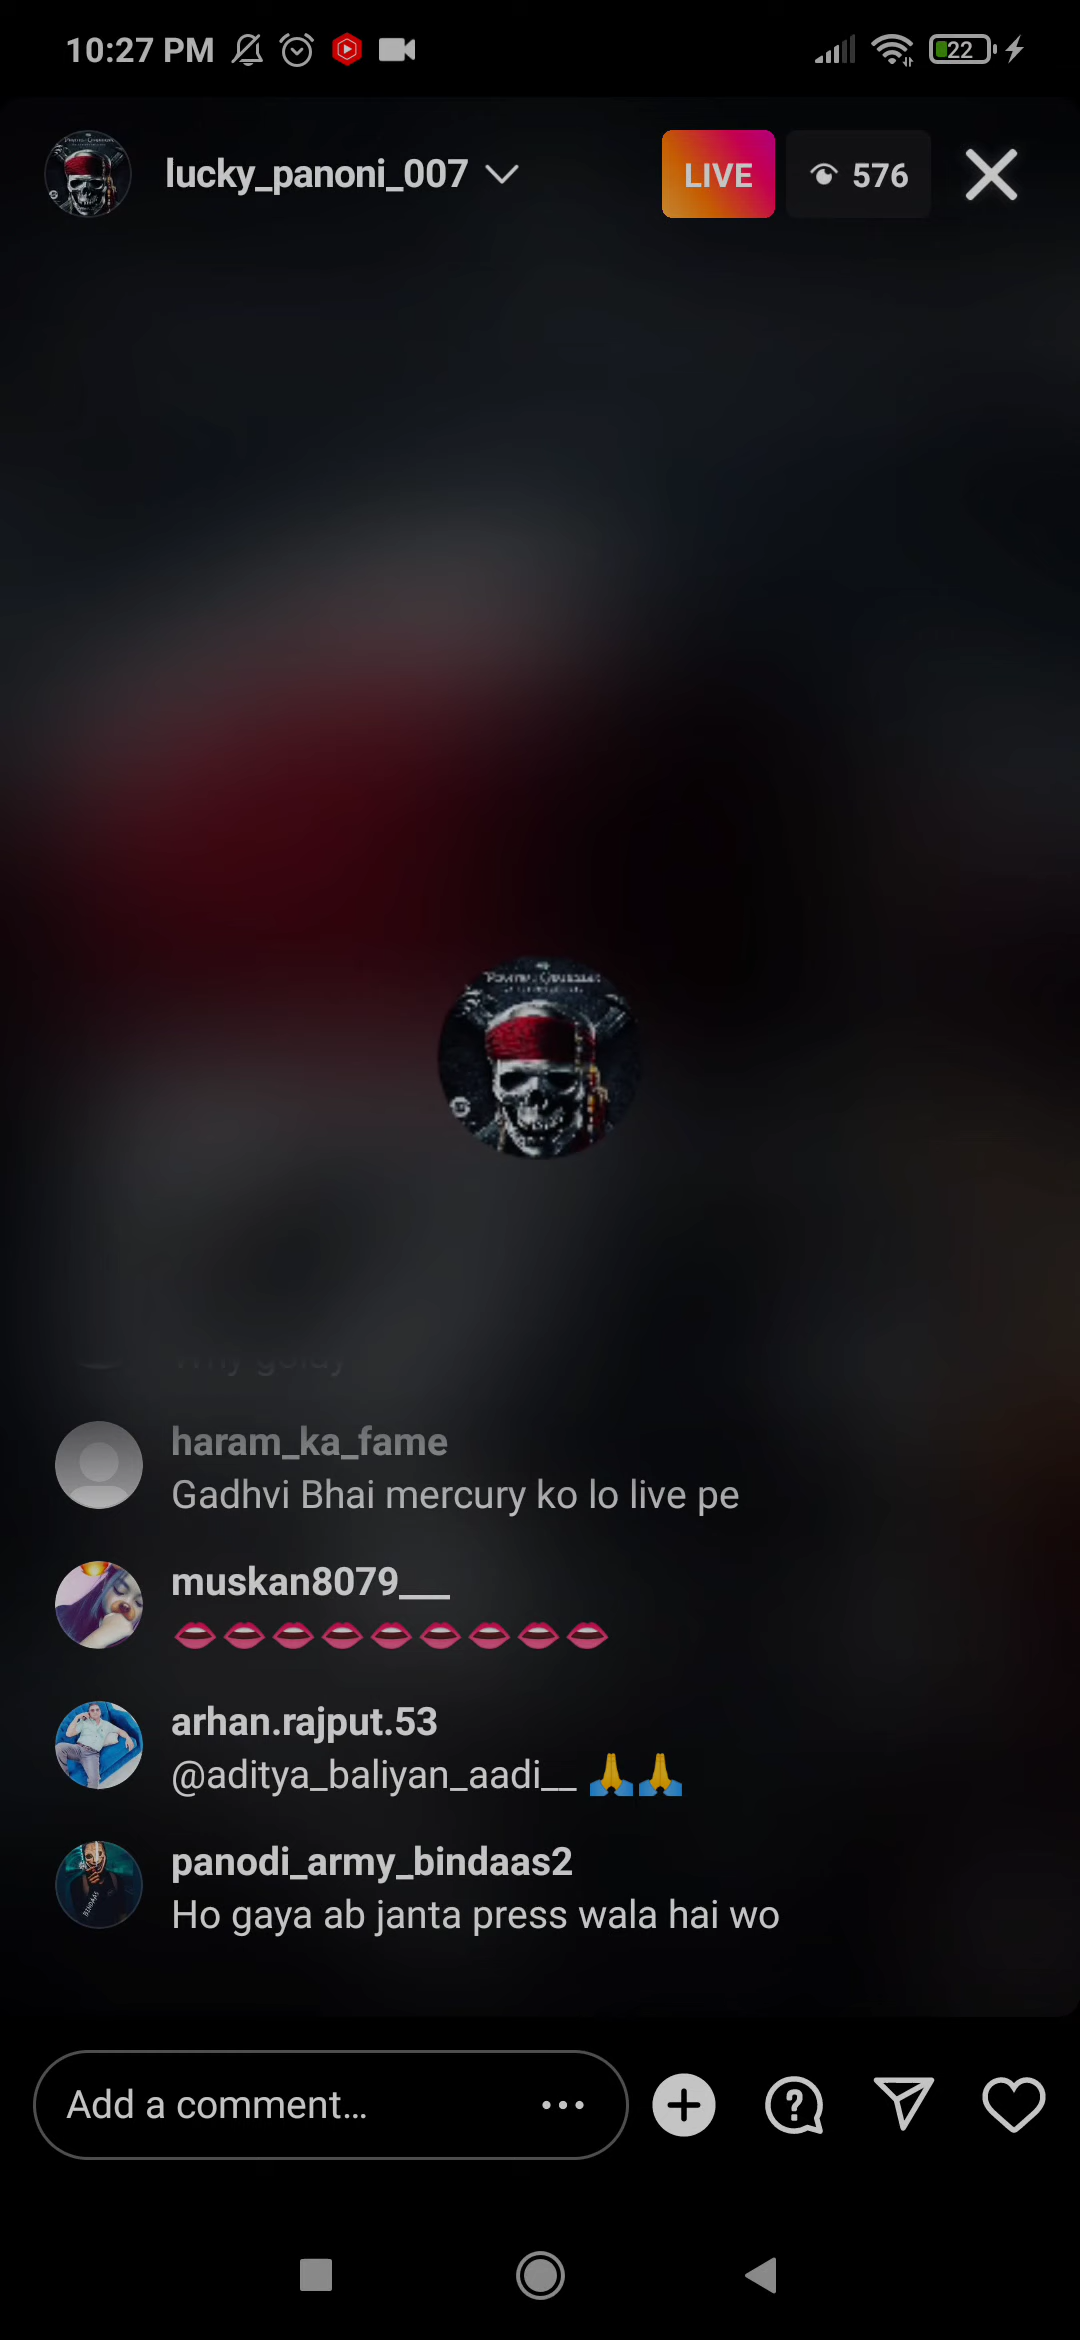 10:27 PM
22
lucky_panoni_007
LIVE
576
haram_ka_fame
Gadhvi Bhai mercury ko lo live pe
muskan8079___
arhan.rajput.53
@aditya_baliyan_aadi__ 🙏🙏
panodi_army_bindaas2
Ho gaya ab janta press wala hai wo
Add a comment...